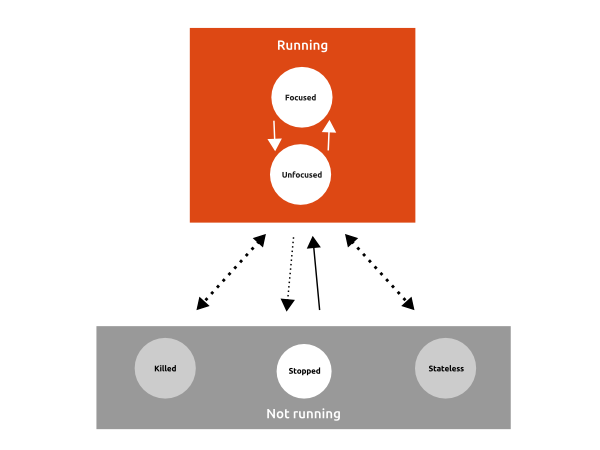 Running
Focused
Unfocused
Killed
Stopped
Stateless
Not running